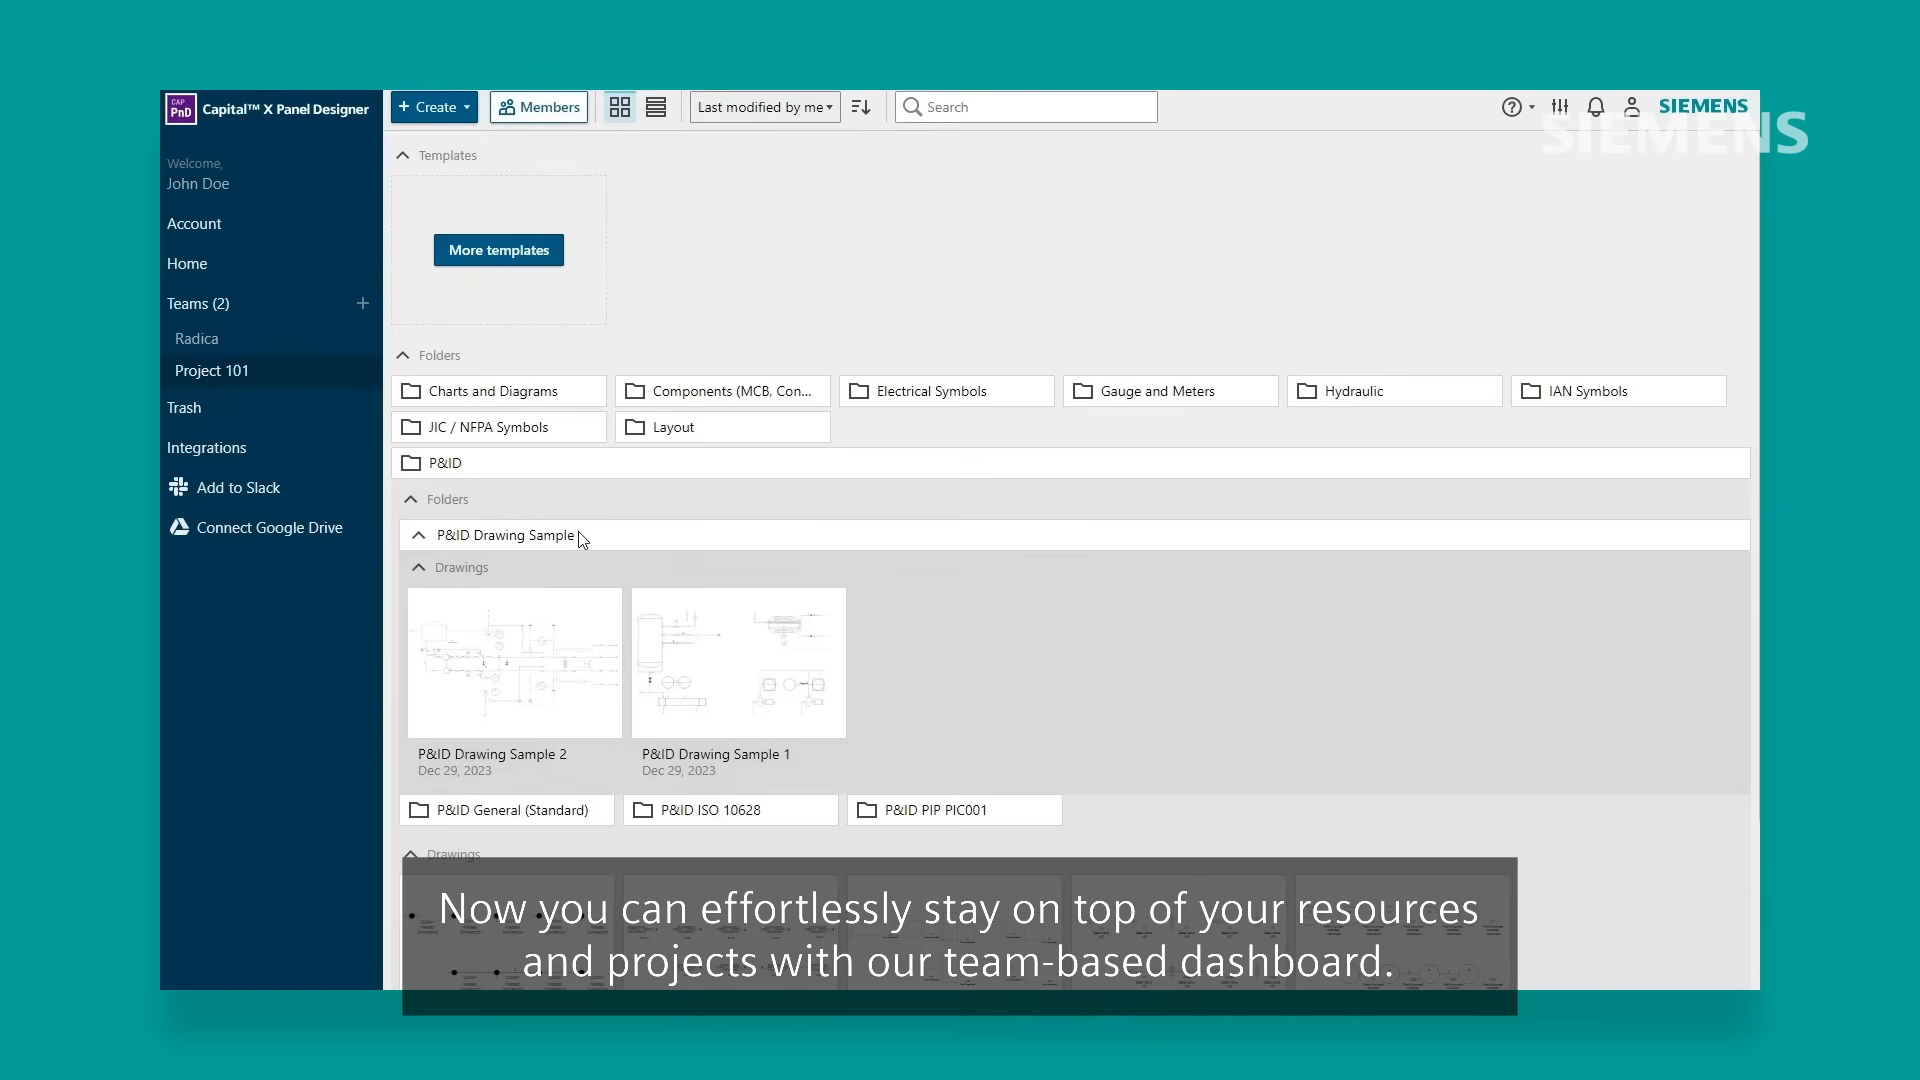 CAP
PnD
Capital™ X Panel Designer
+ Create
Members
Last modified by me
Search
SIEMENS
SIEMENS
Welcome,
John Doe
Account
Home
Teams (2)
Radica
Project 101
Trash
Integrations
Add to Slack
Connect Google Drive
Templates
More templates
Folders
Charts and Diagrams
Components (MCB, Con...
Electrical Symbols
Gauge and Meters
Hydraulic
IAN Symbols
JIC / NFPA Symbols
Layout
P&ID
Folders
P&ID Drawing Sample
Drawings
P&ID Drawing Sample 2
Dec 29, 2023
P&ID Drawing Sample 1
Dec 29, 2023
P&ID General (Standard)
P&ID ISO 10628
P&ID PIP PIC001
Drawings
Now you can effortlessly stay on top of your resources
and projects with our team-based dashboard.